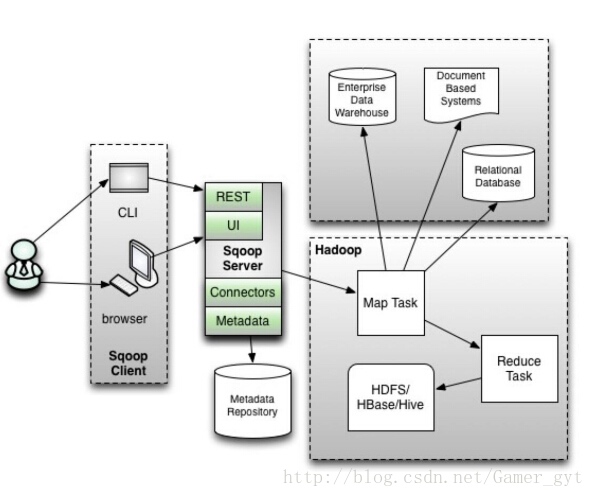 Enterprise
Data
Warehouse
Document
Based
Systems
Relational
Database
CLI
browser
Sqoop
Client
REST
UI
Sqoop
Server
Connectors
Metadata
Metadata
Repository
Hadoop
Map Task
Reduce
Task
HDFS/
HBase/Hive
http://blog.csdn.net/Gamer_gyt